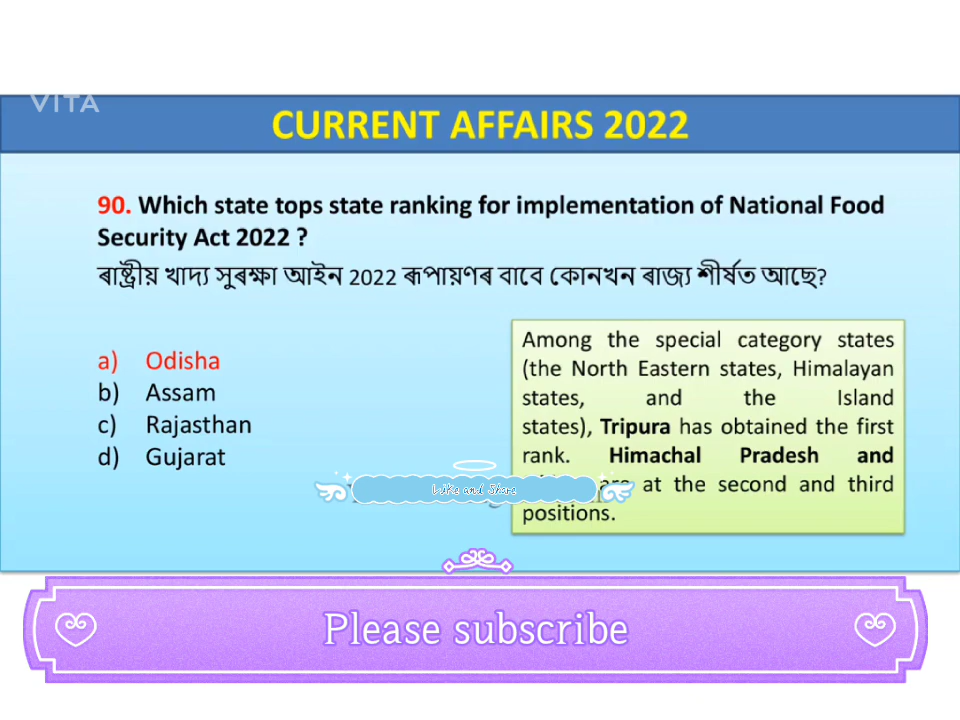 VITA
CURRENT AFFAIRS 2022
90. Which state tops state ranking for implementation of National Food
Security Act 2022 ?
ৰাষ্ট্ৰীয় খাদ্য সুৰক্ষা আইন 2022 ৰূপায়ণৰ বাবে কোনখন ৰাজ্য শীৰ্ষত আছে?
a) Odisha
b) Assam
c) Rajasthan
d) Gujarat
Among the special category states
(the North Eastern states, Himalayan
states, and the Island
states), Tripura has obtained the first
rank. Himachal Pradesh and
are at the second and third
positions.
Like and Share
Please subscribe